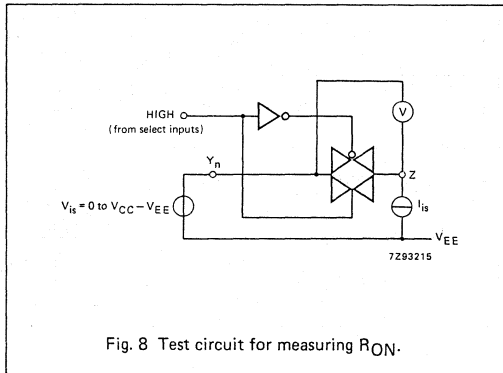 HIGH
(from select inputs)
V
Yn
Z
Vis = 0 to VCC – VEE
Iis
VEE
7Z93215
Fig. 8 Test circuit for measuring RON.